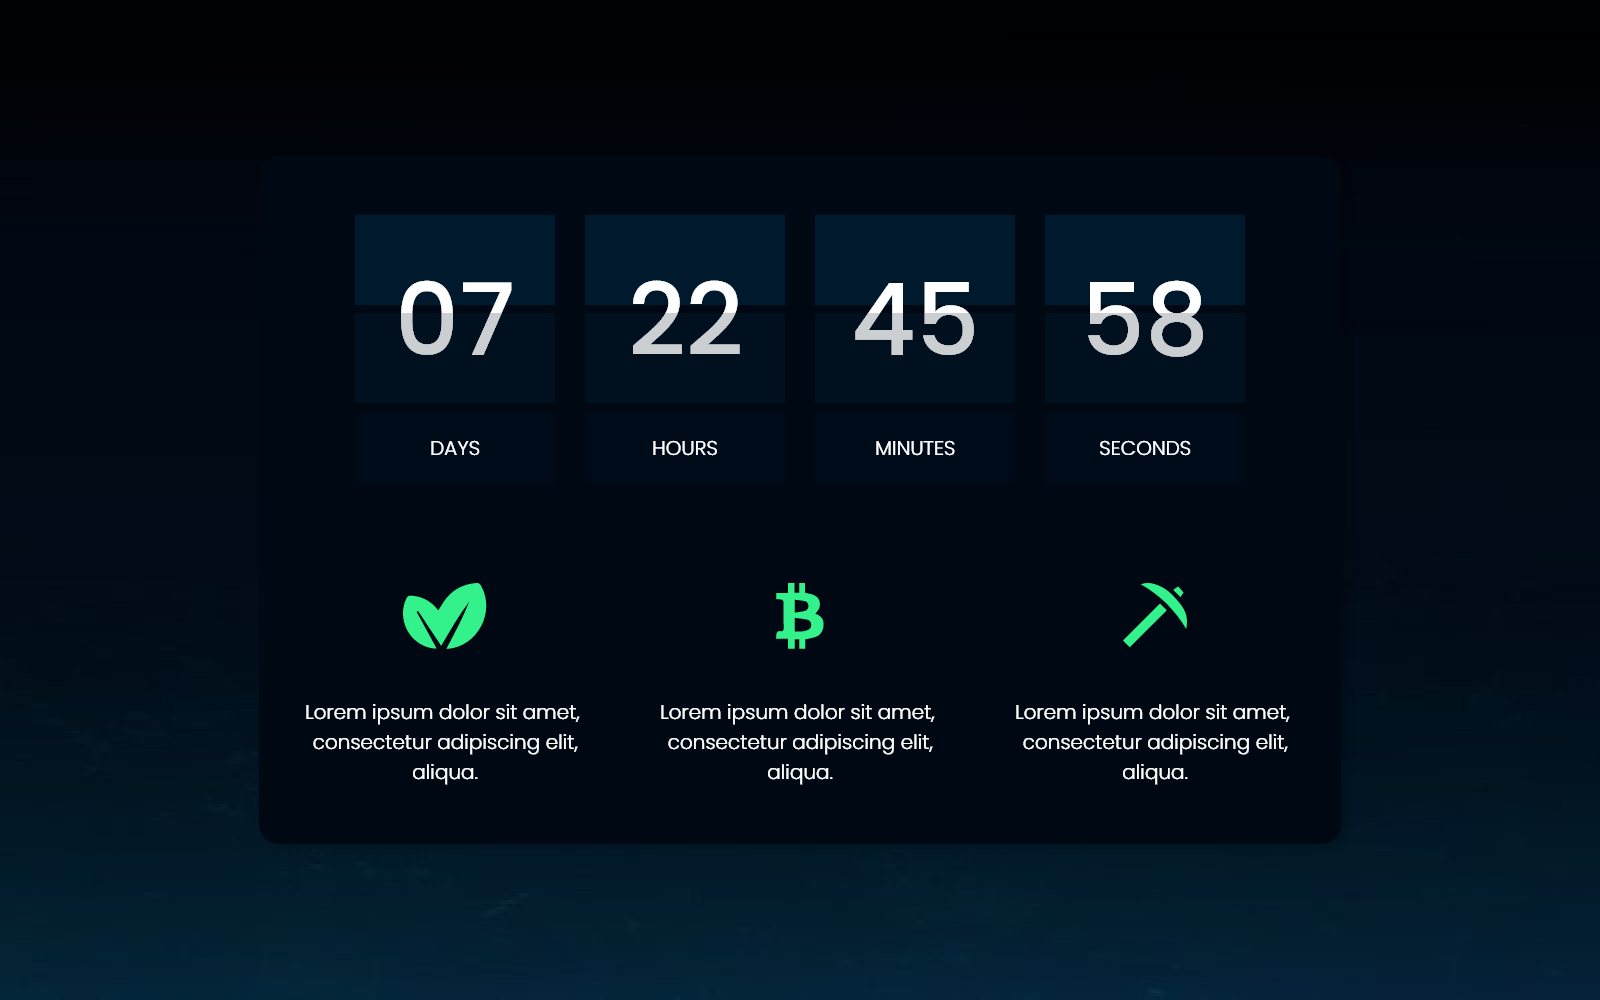 07 22 45 58
DAYS HOURS MINUTES SECONDS
Lorem ipsum dolor sit amet,
consectetur adipiscing elit,
aliqua.
Lorem ipsum dolor sit amet,
consectetur adipiscing elit,
aliqua.
Lorem ipsum dolor sit amet,
consectetur adipiscing elit,
aliqua.